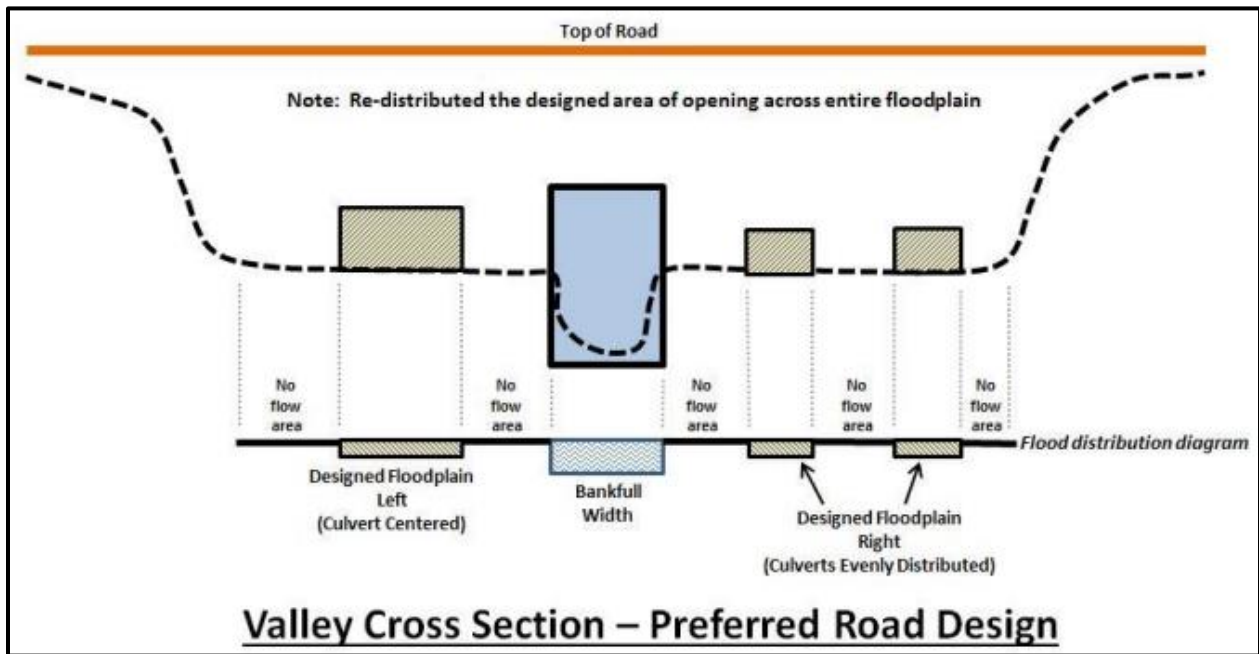 Top of Road
Note: Re-distributed the designed area of opening across entire floodplain
No
flow
area
No
flow
area
No
flow
area
No
flow
area
No
flow
area
Flood distribution diagram
Designed Floodplain
Left
(Culvert Centered)
Bankfull
Width
Designed Floodplain
Right
(Culverts Evenly Distributed)
Valley Cross Section – Preferred Road Design